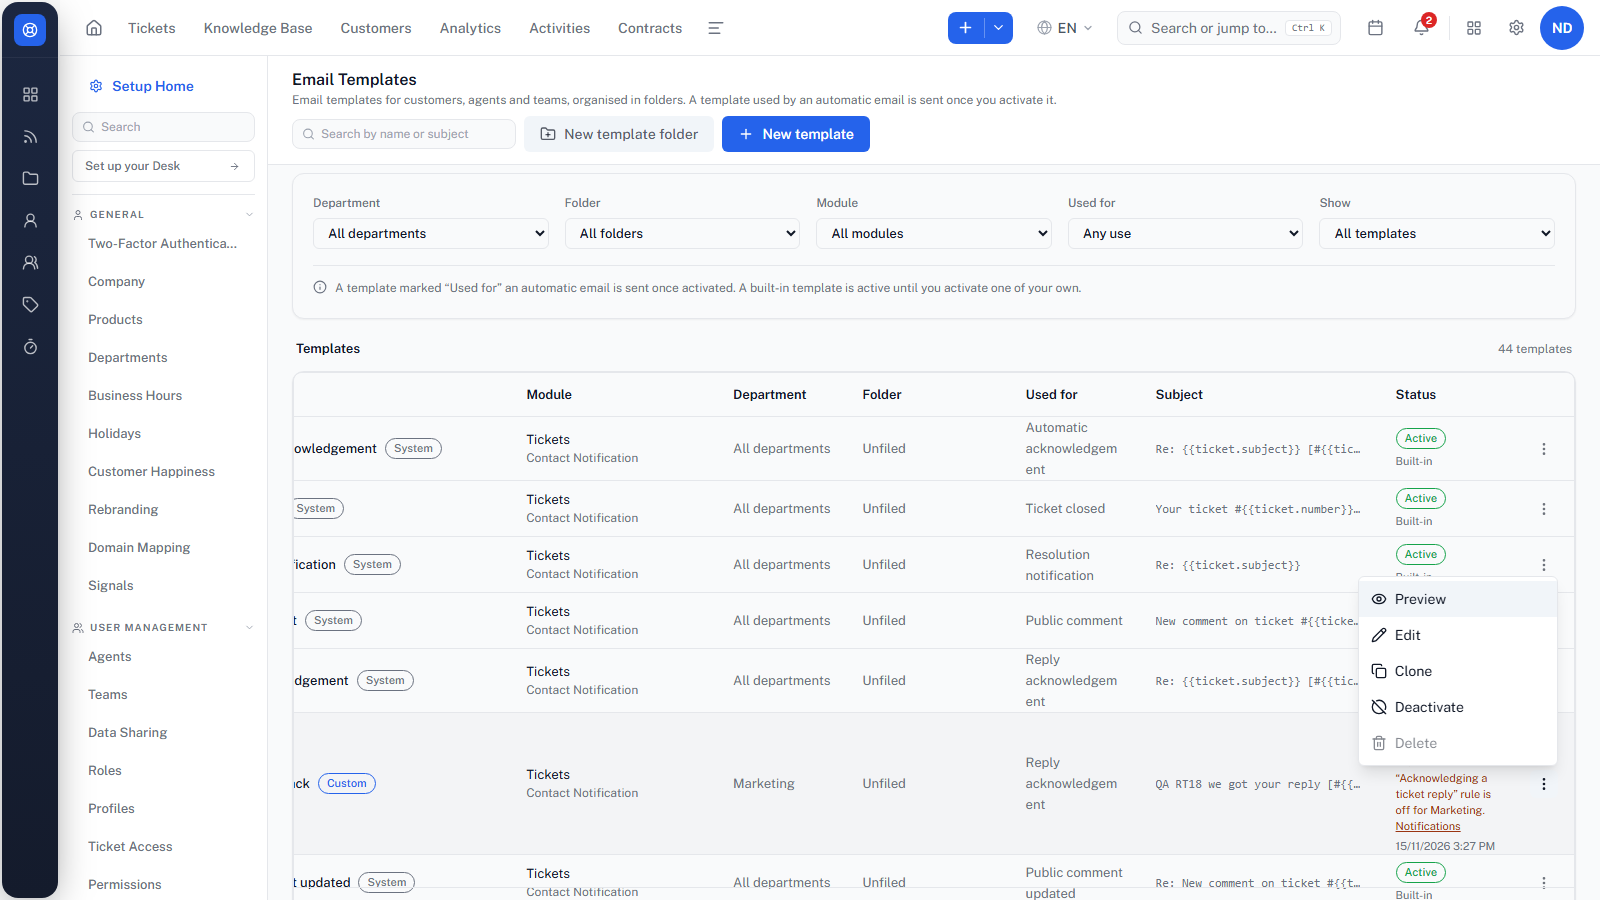 Tickets
Knowledge Base
Customers
Analytics
Activities
Contracts
EN
Search or jump to...
Ctrl K
2
ND
Setup Home
Search
Set up your Desk
GENERAL
Two-Factor Authentica...
Company
Products
Departments
Business Hours
Holidays
Customer Happiness
Rebranding
Domain Mapping
Signals
USER MANAGEMENT
Agents
Teams
Data Sharing
Roles
Profiles
Ticket Access
Permissions
Email Templates
Email templates for customers, agents and teams, organised in folders. A template used by an automatic email is sent once you activate it.
Search by name or subject
New template folder
New template
Department
Folder
Module
Used for
Show
All departments
All folders
All modules
Any use
All templates
A template marked “Used for” an automatic email is sent once activated. A built-in template is active until you activate one of your own.
Templates
44 templates
Module
Department
Folder
Used for
Subject
Status
owledgement
System
Tickets
Contact Notification
All departments
Unfiled
Automatic
acknowledgem
ent
Re: {{ticket.subject}} [#{{tic…
Active
Built-in
System
Tickets
Contact Notification
All departments
Unfiled
Ticket closed
Your ticket #{{ticket.number}}…
Active
Built-in
ication
System
Tickets
Contact Notification
All departments
Unfiled
Resolution
notification
Re: {{ticket.subject}}
Active
t
System
Tickets
Contact Notification
All departments
Unfiled
Public comment
New comment on ticket #{{ticke…
dgement
System
Tickets
Contact Notification
All departments
Unfiled
Reply
acknowledgem
ent
Re: {{ticket.subject}} [#{{tic…
Preview
Edit
Clone
Deactivate
Delete
ck
Custom
Tickets
Contact Notification
Marketing
Unfiled
Reply
acknowledgem
ent
QA RT18 we got your reply [#{{…
“Acknowledging a
ticket reply” rule is
off for Marketing.
Notifications
15/11/2026 3:27 PM
t updated
System
Tickets
Contact Notification
All departments
Unfiled
Public comment
updated
Re: New comment on ticket #{{t…
Active
Built-in